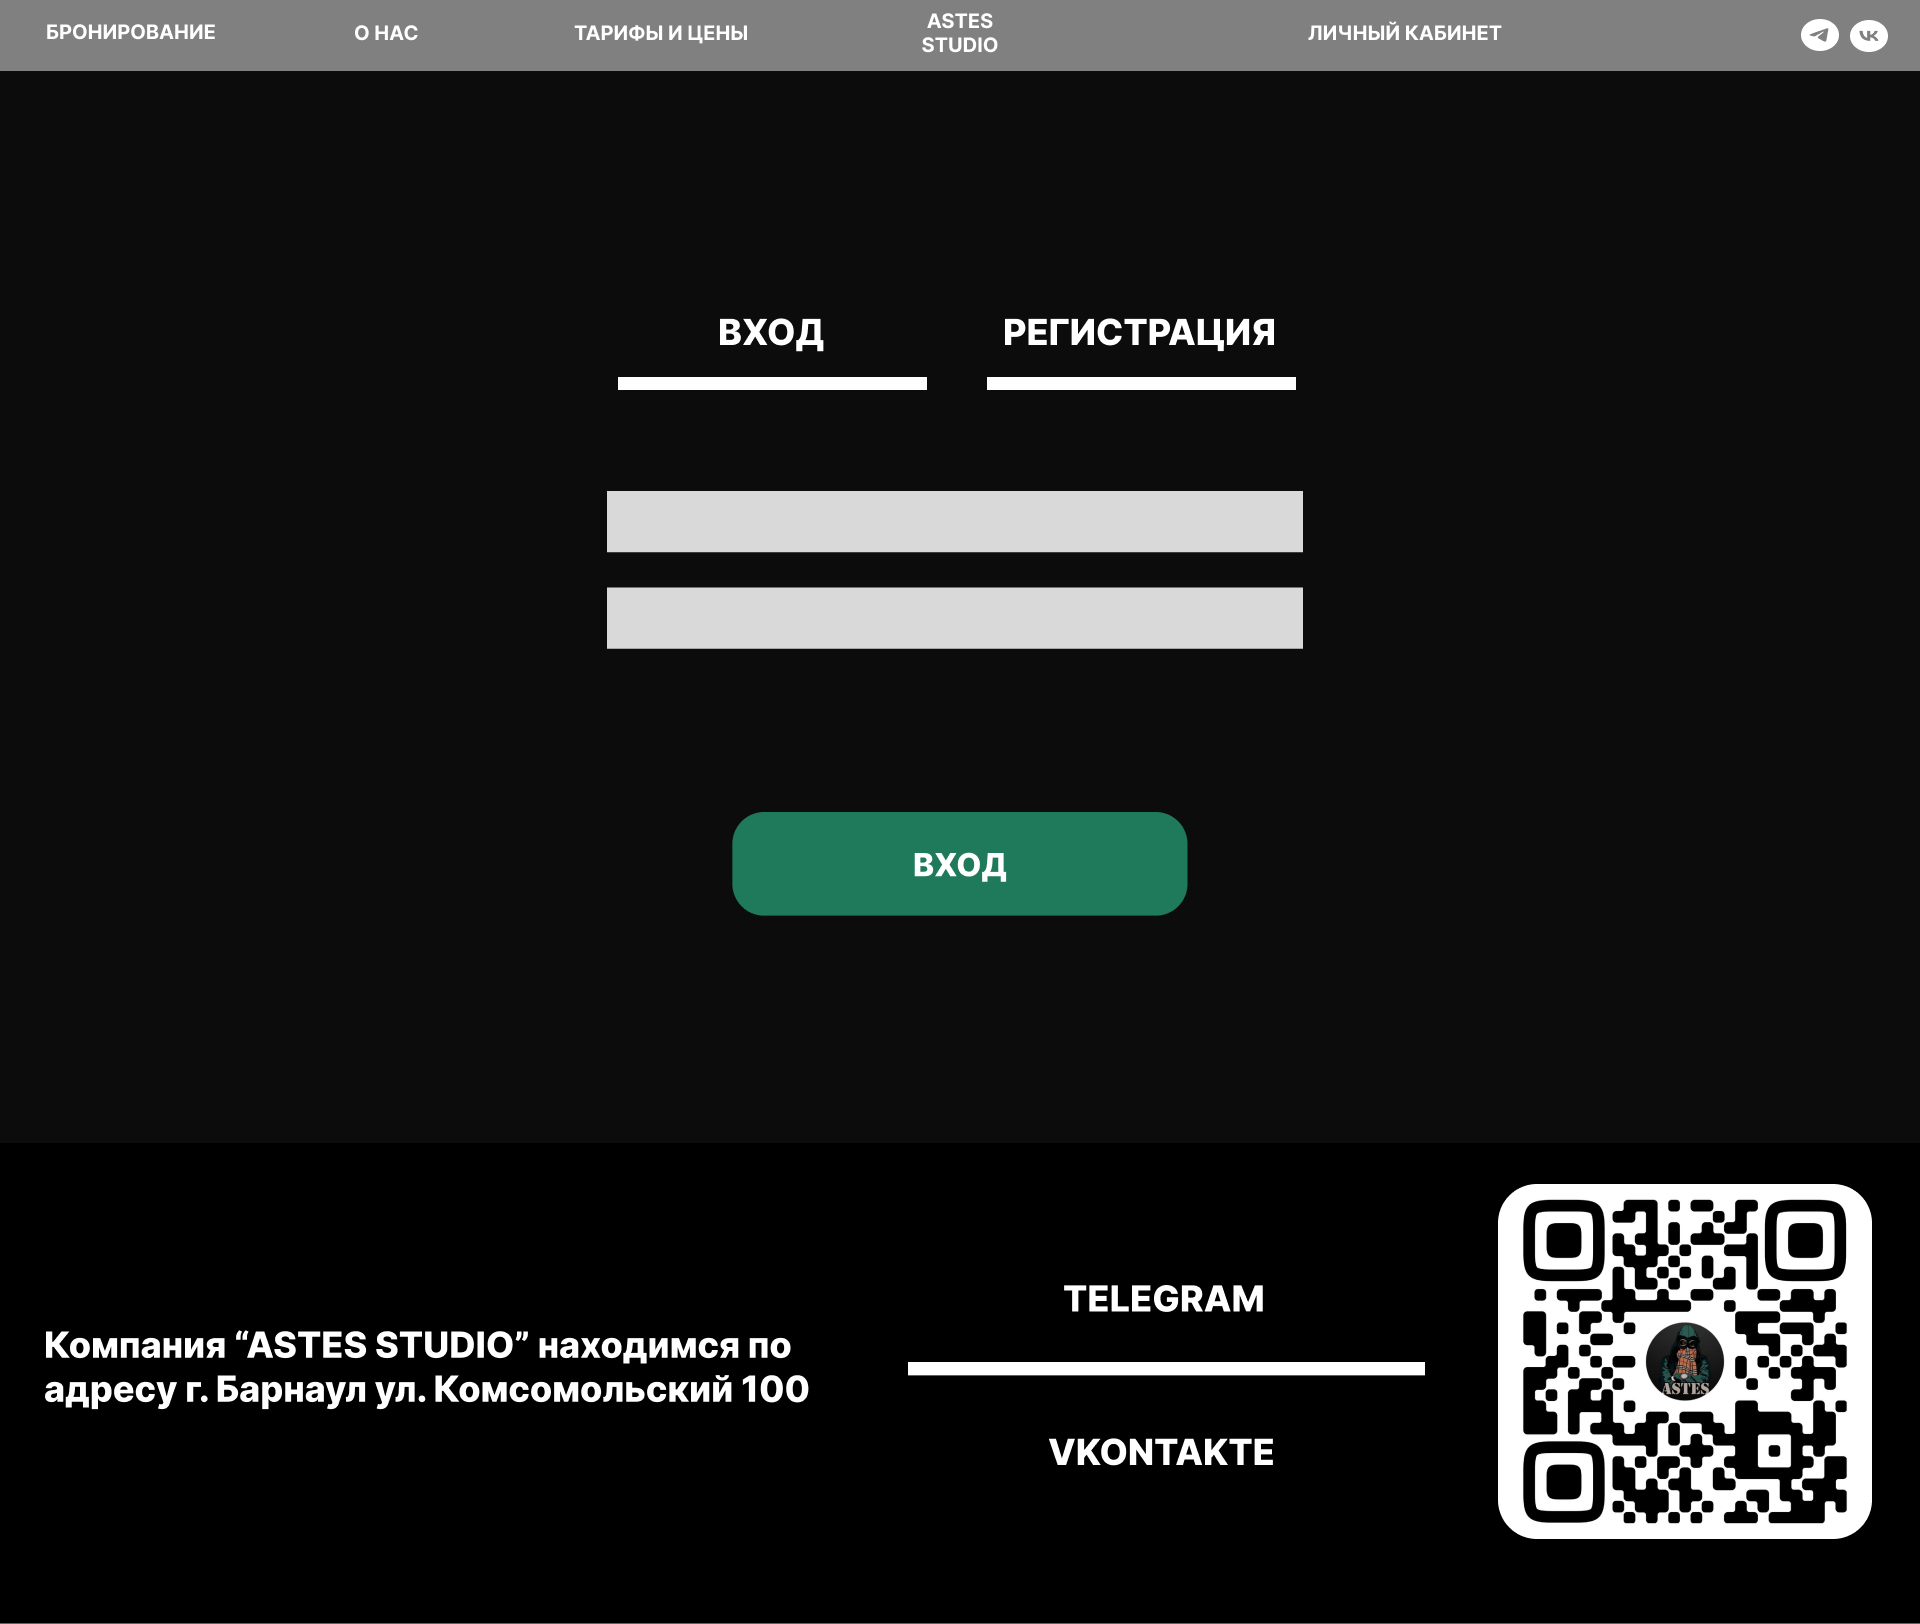 БРОНИРОВАНИЕ
О НАС
ТАРИФЫ И ЦЕНЫ
ASTES
STUDIO
ЛИЧНЫЙ КАБИНЕТ
ВХОД
РЕГИСТРАЦИЯ
ВХОД
Компания “ASTES STUDIO” находимся по
адресу г. Барнаул ул. Комсомольский 100
TELEGRAM
VKONTAKTE
ASTES